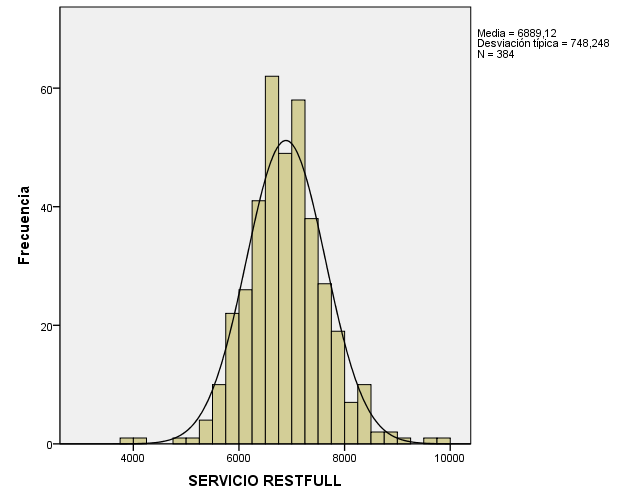 Media = 6889,12
Desviación típica = 748,248
N = 384
60
40
20
0
Frecuencia
4000 6000 8000 10000
SERVICIO RESTFULL